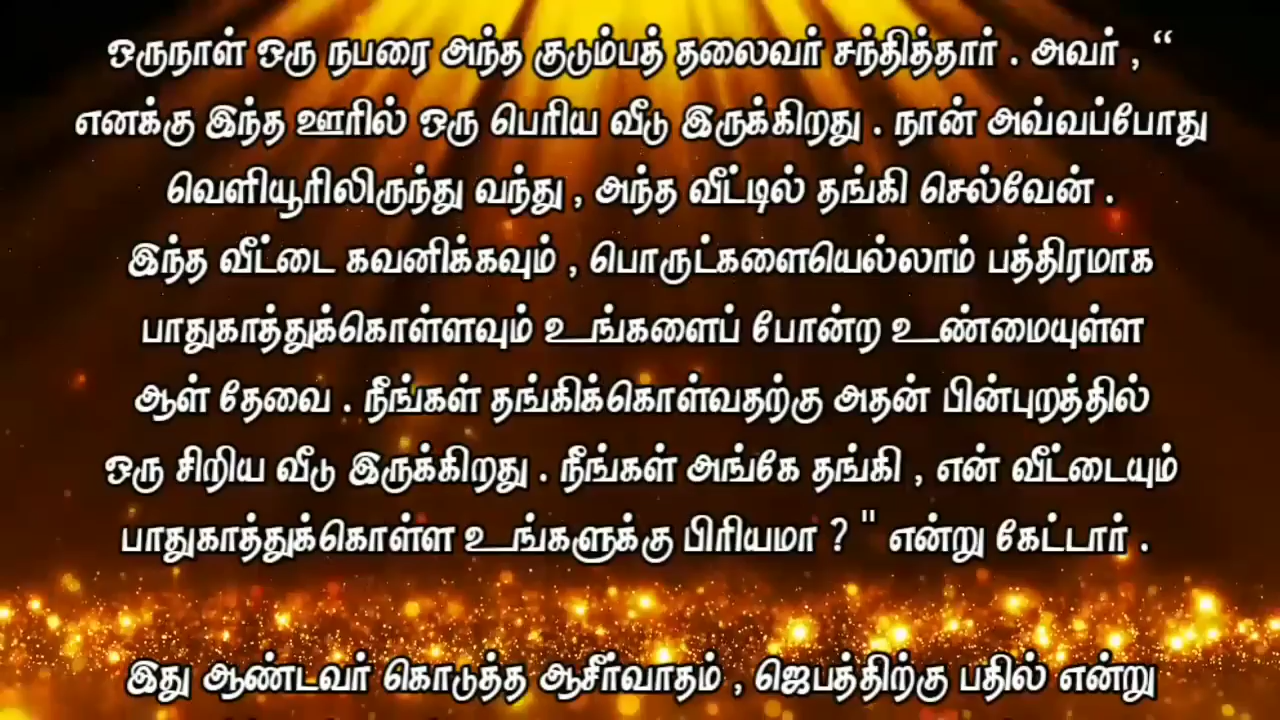 ஒருநாள் ஒரு நபரை அந்த குடும்பத் தலைவர் சந்தித்தார் . அவர் , “
எனக்கு இந்த ஊரில் ஒரு பெரிய வீடு இருக்கிறது . நான் அவ்வப்போது
வெளியூரிலிருந்து வந்து , அந்த வீட்டில் தங்கி செல்வேன் .
இந்த வீட்டை கவனிக்கவும் , பொருட்களையெல்லாம் பத்திரமாக
பாதுகாத்துக்கொள்ளவும் உங்களைப் போன்ற உண்மையுள்ள
ஆள் தேவை . நீங்கள் தங்கிக்கொள்வதற்கு அதன் பின்புறத்தில்
ஒரு சிறிய வீடு இருக்கிறது . நீங்கள் அங்கே தங்கி , என் வீட்டையும்
பாதுகாத்துக்கொள்ள உங்களுக்கு பிரியமா ? " என்று கேட்டார் .
இது ஆண்டவர் கொடுத்த ஆசீர்வாதம் , ஜெபத்திற்கு பதில் என்று